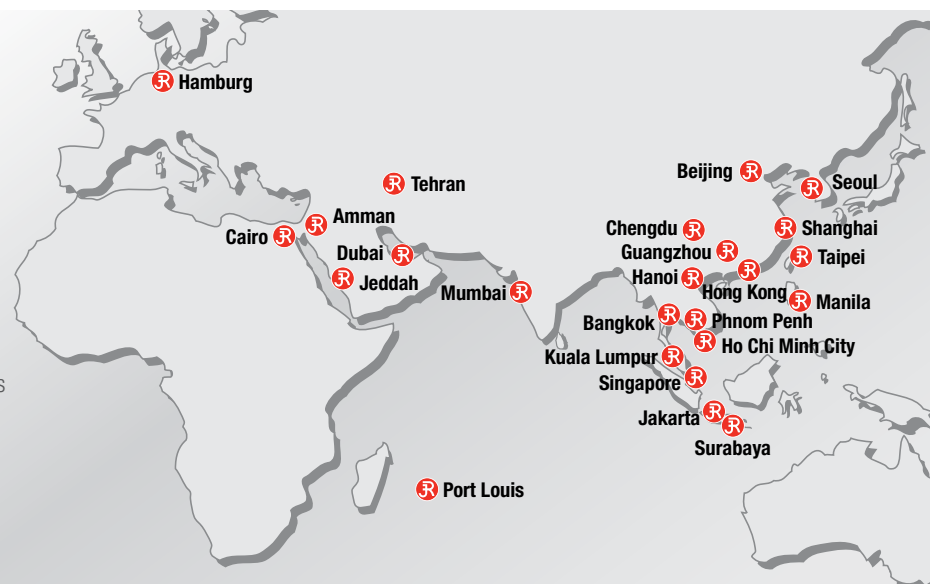 Hamburg
Beijing
Tehran
Seoul
Amman
Cairo
Chengdu
Shanghai
Guangzhou
Dubai
Taipei
Hanoi
Jeddah
Mumbai
Hong Kong
Manila
Bangkok
Phnom Penh
Ho Chi Minh City
Kuala Lumpur
Singapore
S
Jakarta
Surabaya
Port Louis